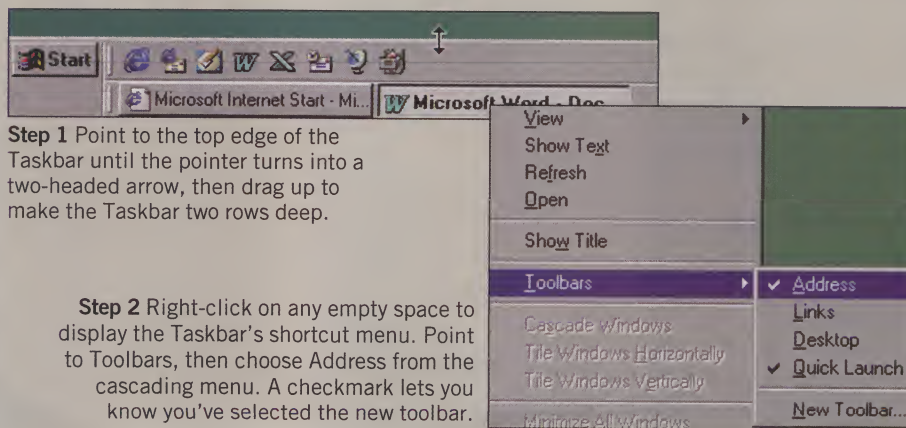 Start
Microsoft Internet Start - Mi...
Microsoft Word - Doc
Step 1 Point to the top edge of the
Taskbar until the pointer turns into a
two-headed arrow, then drag up to
make the Taskbar two rows deep.
View
Show Text
Refresh
Open
Show Title
Toolbars
Cascade Windows
Tile Windows Horizontally
Tile Windows Vertically
Minimize All Windows
Address
Links
Desktop
Quick Launch
New Toolbar...
Step 2 Right-click on any empty space to
display the Taskbar's shortcut menu. Point
to Toolbars, then choose Address from the
cascading menu. A checkmark lets you
know you've selected the new toolbar.